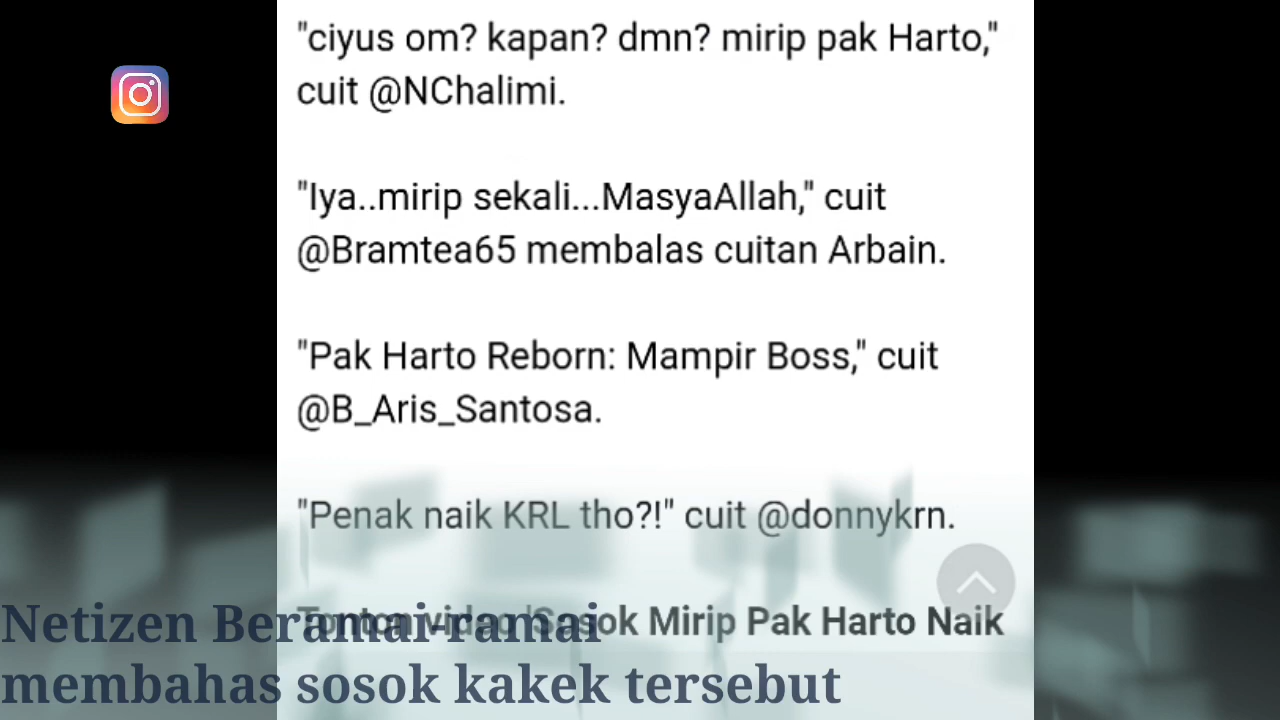 "ciyus om? kapan? dmn? mirip pak Harto,"
cuit @NChalimi.
"Iya..mirip sekali...MasyaAllah," cuit
@Bramtea65 membalas cuitan Arbain.
"Pak Harto Reborn: Mampir Boss," cuit
@B_Aris_Santosa.
"Penak naik KRL tho?!" cuit @donnykrn.
Tonton video 'Sosok Mirip Pak Harto Naik
Netizen Beramai-ramai
membahas sosok kakek tersebut